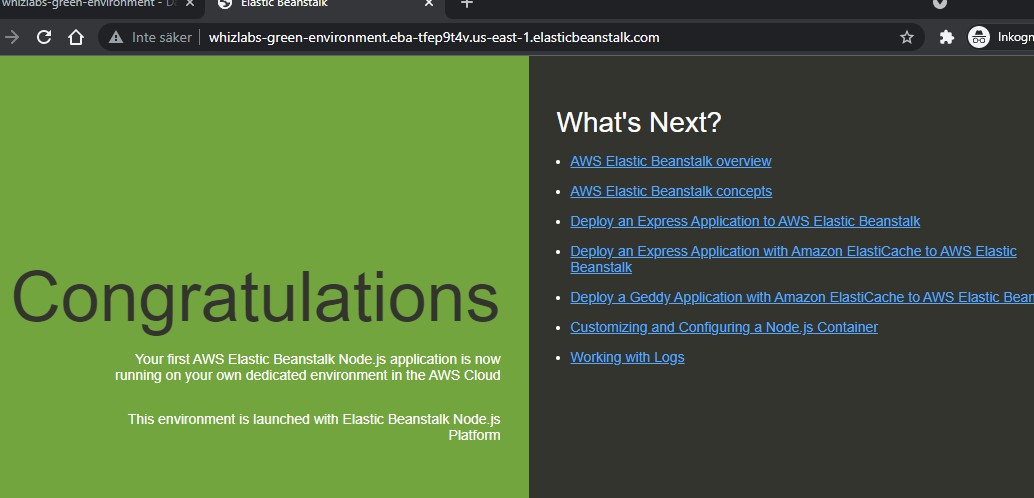 whizlabs-green-environment - Da
Elastic Beanstalk
Inte säker
whizlabs-green-environment.eba-tfep9t4v.us-east-1.elasticbeanstalk.com
Inkogn
Congratulations
Your first AWS Elastic Beanstalk Node.js application is now
running on your own dedicated environment in the AWS Cloud
This environment is launched with Elastic Beanstalk Node.js
Platform
What's Next?
AWS Elastic Beanstalk overview
AWS Elastic Beanstalk concepts
Deploy an Express Application to AWS Elastic Beanstalk
Deploy an Express Application with Amazon ElastiCache to AWS Elastic
Beanstalk
Deploy a Geddy Application with Amazon ElastiCache to AWS Elastic Bean
Customizing and Configuring a Node.js Container
Working with Logs